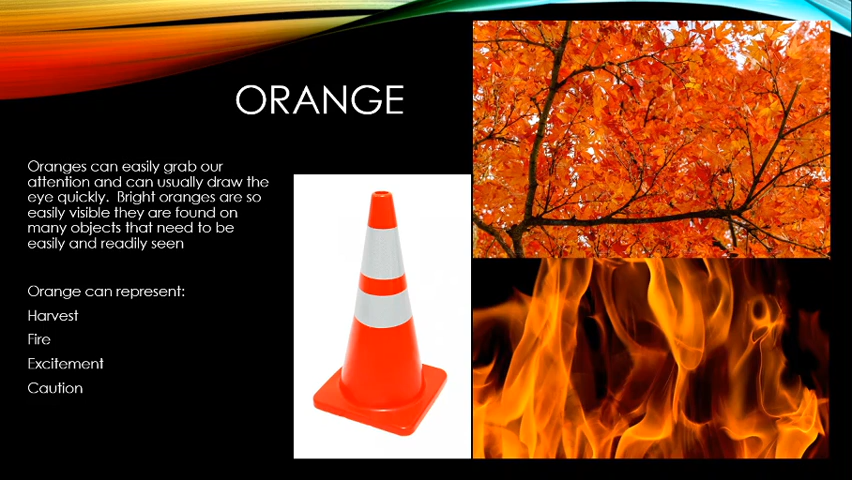 ORANGE
Oranges can easily grab our
attention and can usually draw the
eye quickly.  Bright oranges are so
easily visible they are found on
many objects that need to be
easily and readily seen
Orange can represent:
Harvest
Fire
Excitement
Caution